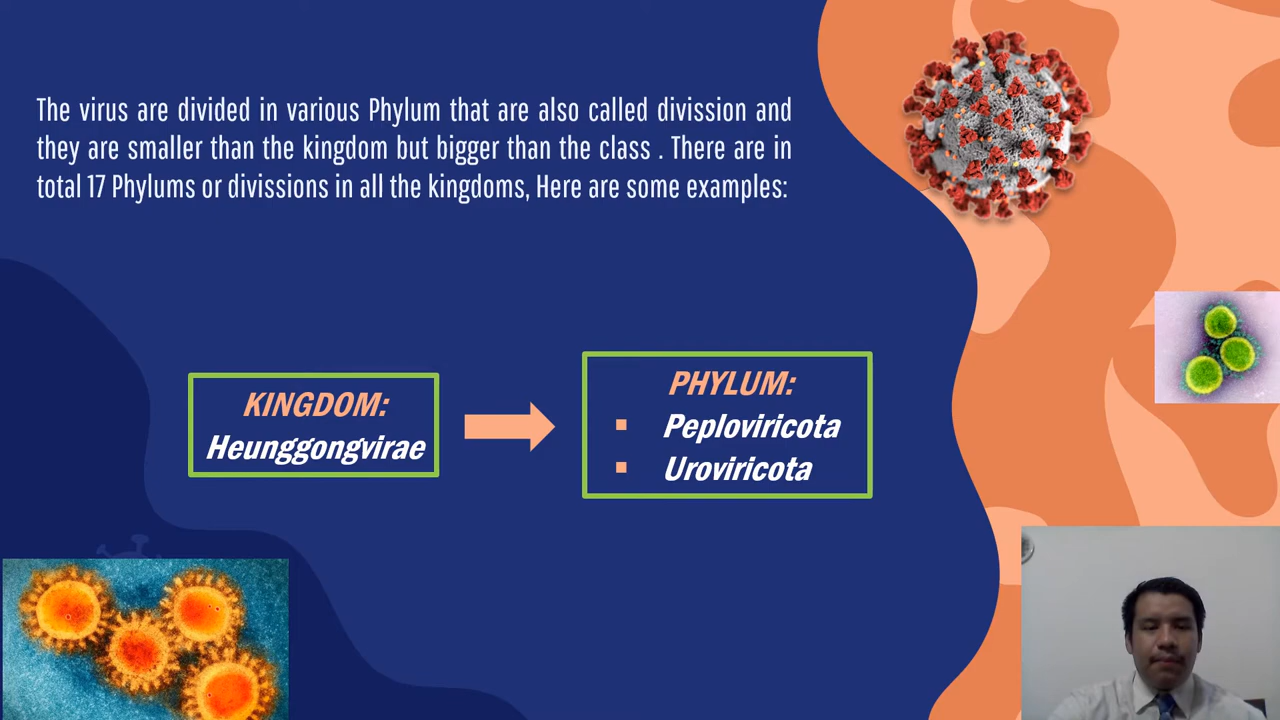 The virus are divided in various Phylum that are also called divission and
they are smaller than the kingdom but bigger than the class . There are in
total 17 Phylums or divissions in all the kingdoms, Here are some examples:
KINGDOM:
Heunggongvirae
PHYLUM:
▪ Peploviricota
▪ Uroviricota